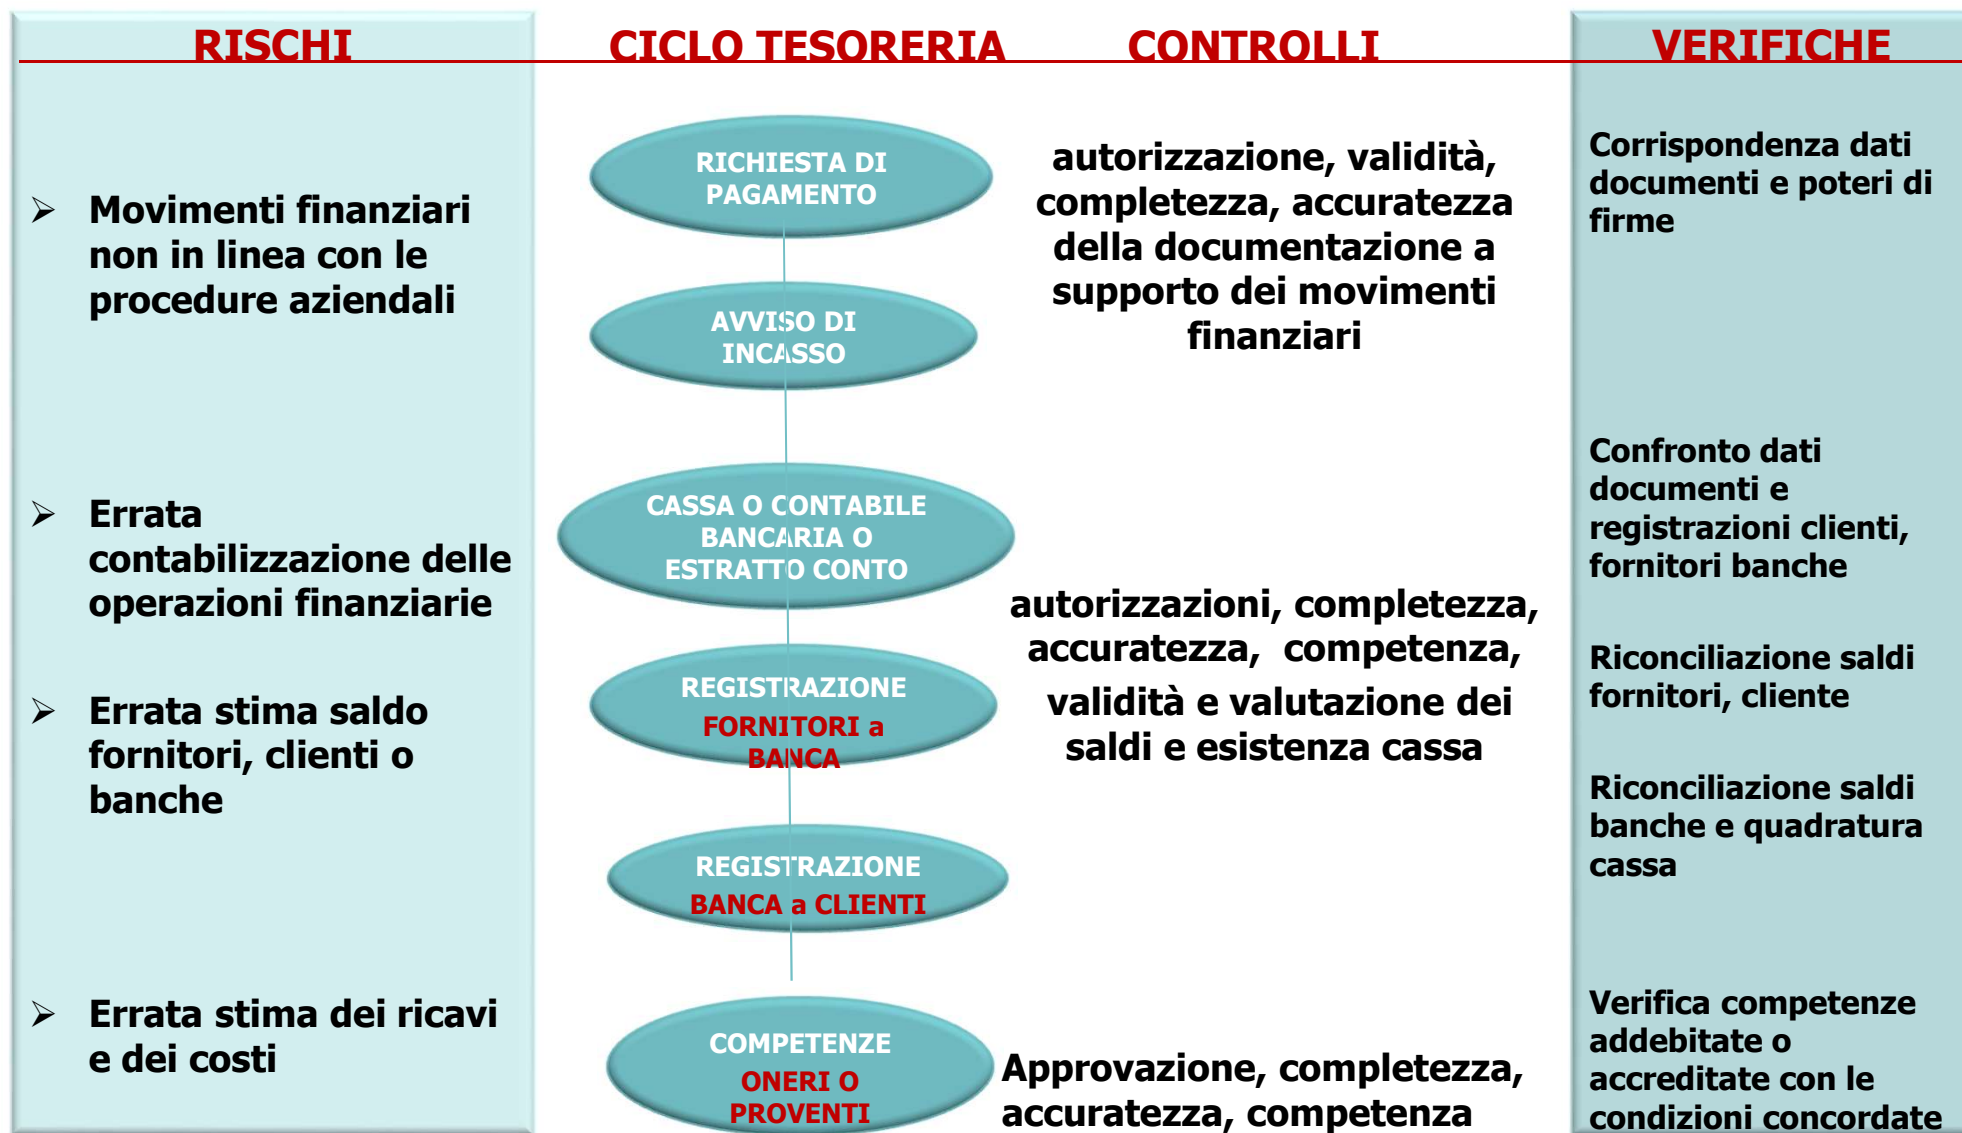 RISCHI
CICLO TESORERIA
CONTROLLI
VERIFICHE
➢ Movimenti finanziari
non in linea con le
procedure aziendali
➢ Errata
contabilizzazione delle
operazioni finanziarie
➢ Errata stima saldo
fornitori, clienti o
banche
➢ Errata stima dei ricavi
e dei costi
RICHIESTA DI
PAGAMENTO
AVVISO DI
INCASSO
CASSA O CONTABILE
BANCARIA O
ESTRATTO CONTO
REGISTRAZIONE
FORNITORI a
BANCA
REGISTRAZIONE
BANCA a CLIENTI
COMPETENZE
ONERI O
PROVENTI
autorizzazione, validità,
completezza, accuratezza
della documentazione a
supporto dei movimenti
finanziari
autorizzazioni, completezza,
accuratezza, competenza,
validità e valutazione dei
saldi e esistenza cassa
Approvazione, completezza,
accuratezza, competenza
Corrispondenza dati
documenti e poteri di
firme
Confronto dati
documenti e
registrazioni clienti,
fornitori banche
Riconciliazione saldi
fornitori, cliente
Riconciliazione saldi
banche e quadratura
cassa
Verifica competenze
addebitate o
accreditate con le
condizioni concordate